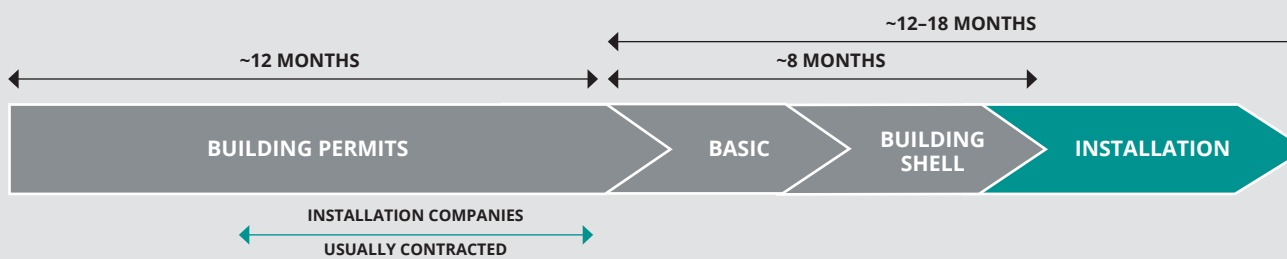 ~12–18 MONTHS
~12 MONTHS
~8 MONTHS
BUILDING PERMITS
BASIC
BUILDING
SHELL
INSTALLATION
INSTALLATION COMPANIES
USUALLY CONTRACTED